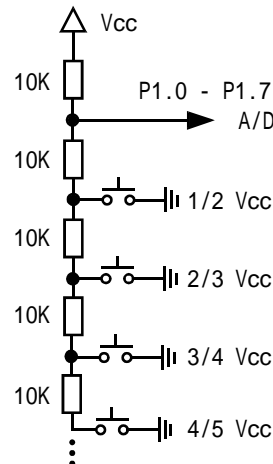 Vcc
10K
P1.0 - P1.7
A/D
10K
1/2 Vcc
10K
2/3 Vcc
10K
3/4 Vcc
10K
4/5 Vcc